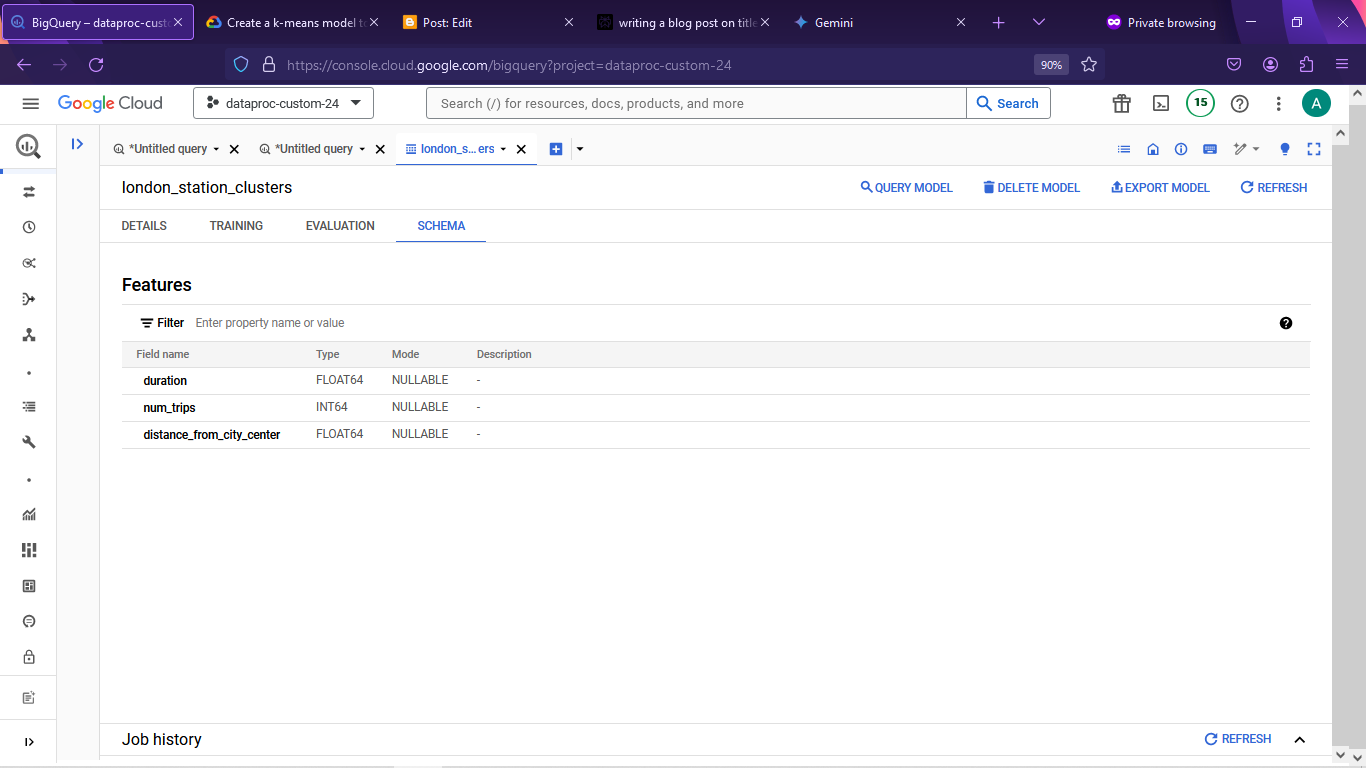 BigQuery – dataproc-cust
Create a k-means model t
Post: Edit
writing a blog post on title
Gemini
Private browsing
https://console.cloud.google.com/bigquery?project=dataproc-custom-24
90%
Google Cloud
dataproc-custom-24
Search (/) for resources, docs, products, and more
Search
15
A
*Untitled query
*Untitled query
london_s... ers
london_station_clusters
QUERY MODEL
DELETE MODEL
EXPORT MODEL
REFRESH
DETAILS
TRAINING
EVALUATION
SCHEMA
Features
Filter Enter property name or value
Field name Type Mode Description
duration FLOAT64 NULLABLE -
num_trips INT64 NULLABLE -
distance_from_city_center FLOAT64 NULLABLE -
Job history
REFRESH